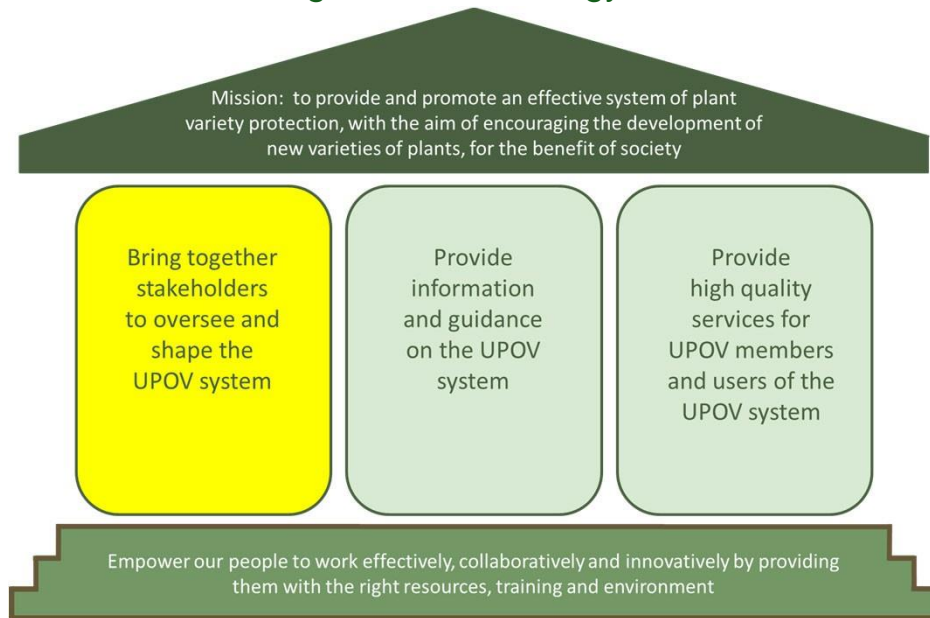 Mission: to provide and promote an effective system of plant
variety protection, with the aim of encouraging the development of
new varieties of plants, for the benefit of society
Bring together
stakeholders
to oversee and
shape the
UPOV system
Provide
information
and guidance
on the UPOV
system
Provide
high quality
services for
UPOV members
and users of the
UPOV system
Empower our people to work effectively, collaboratively and innovatively by providing
them with the right resources, training and environment